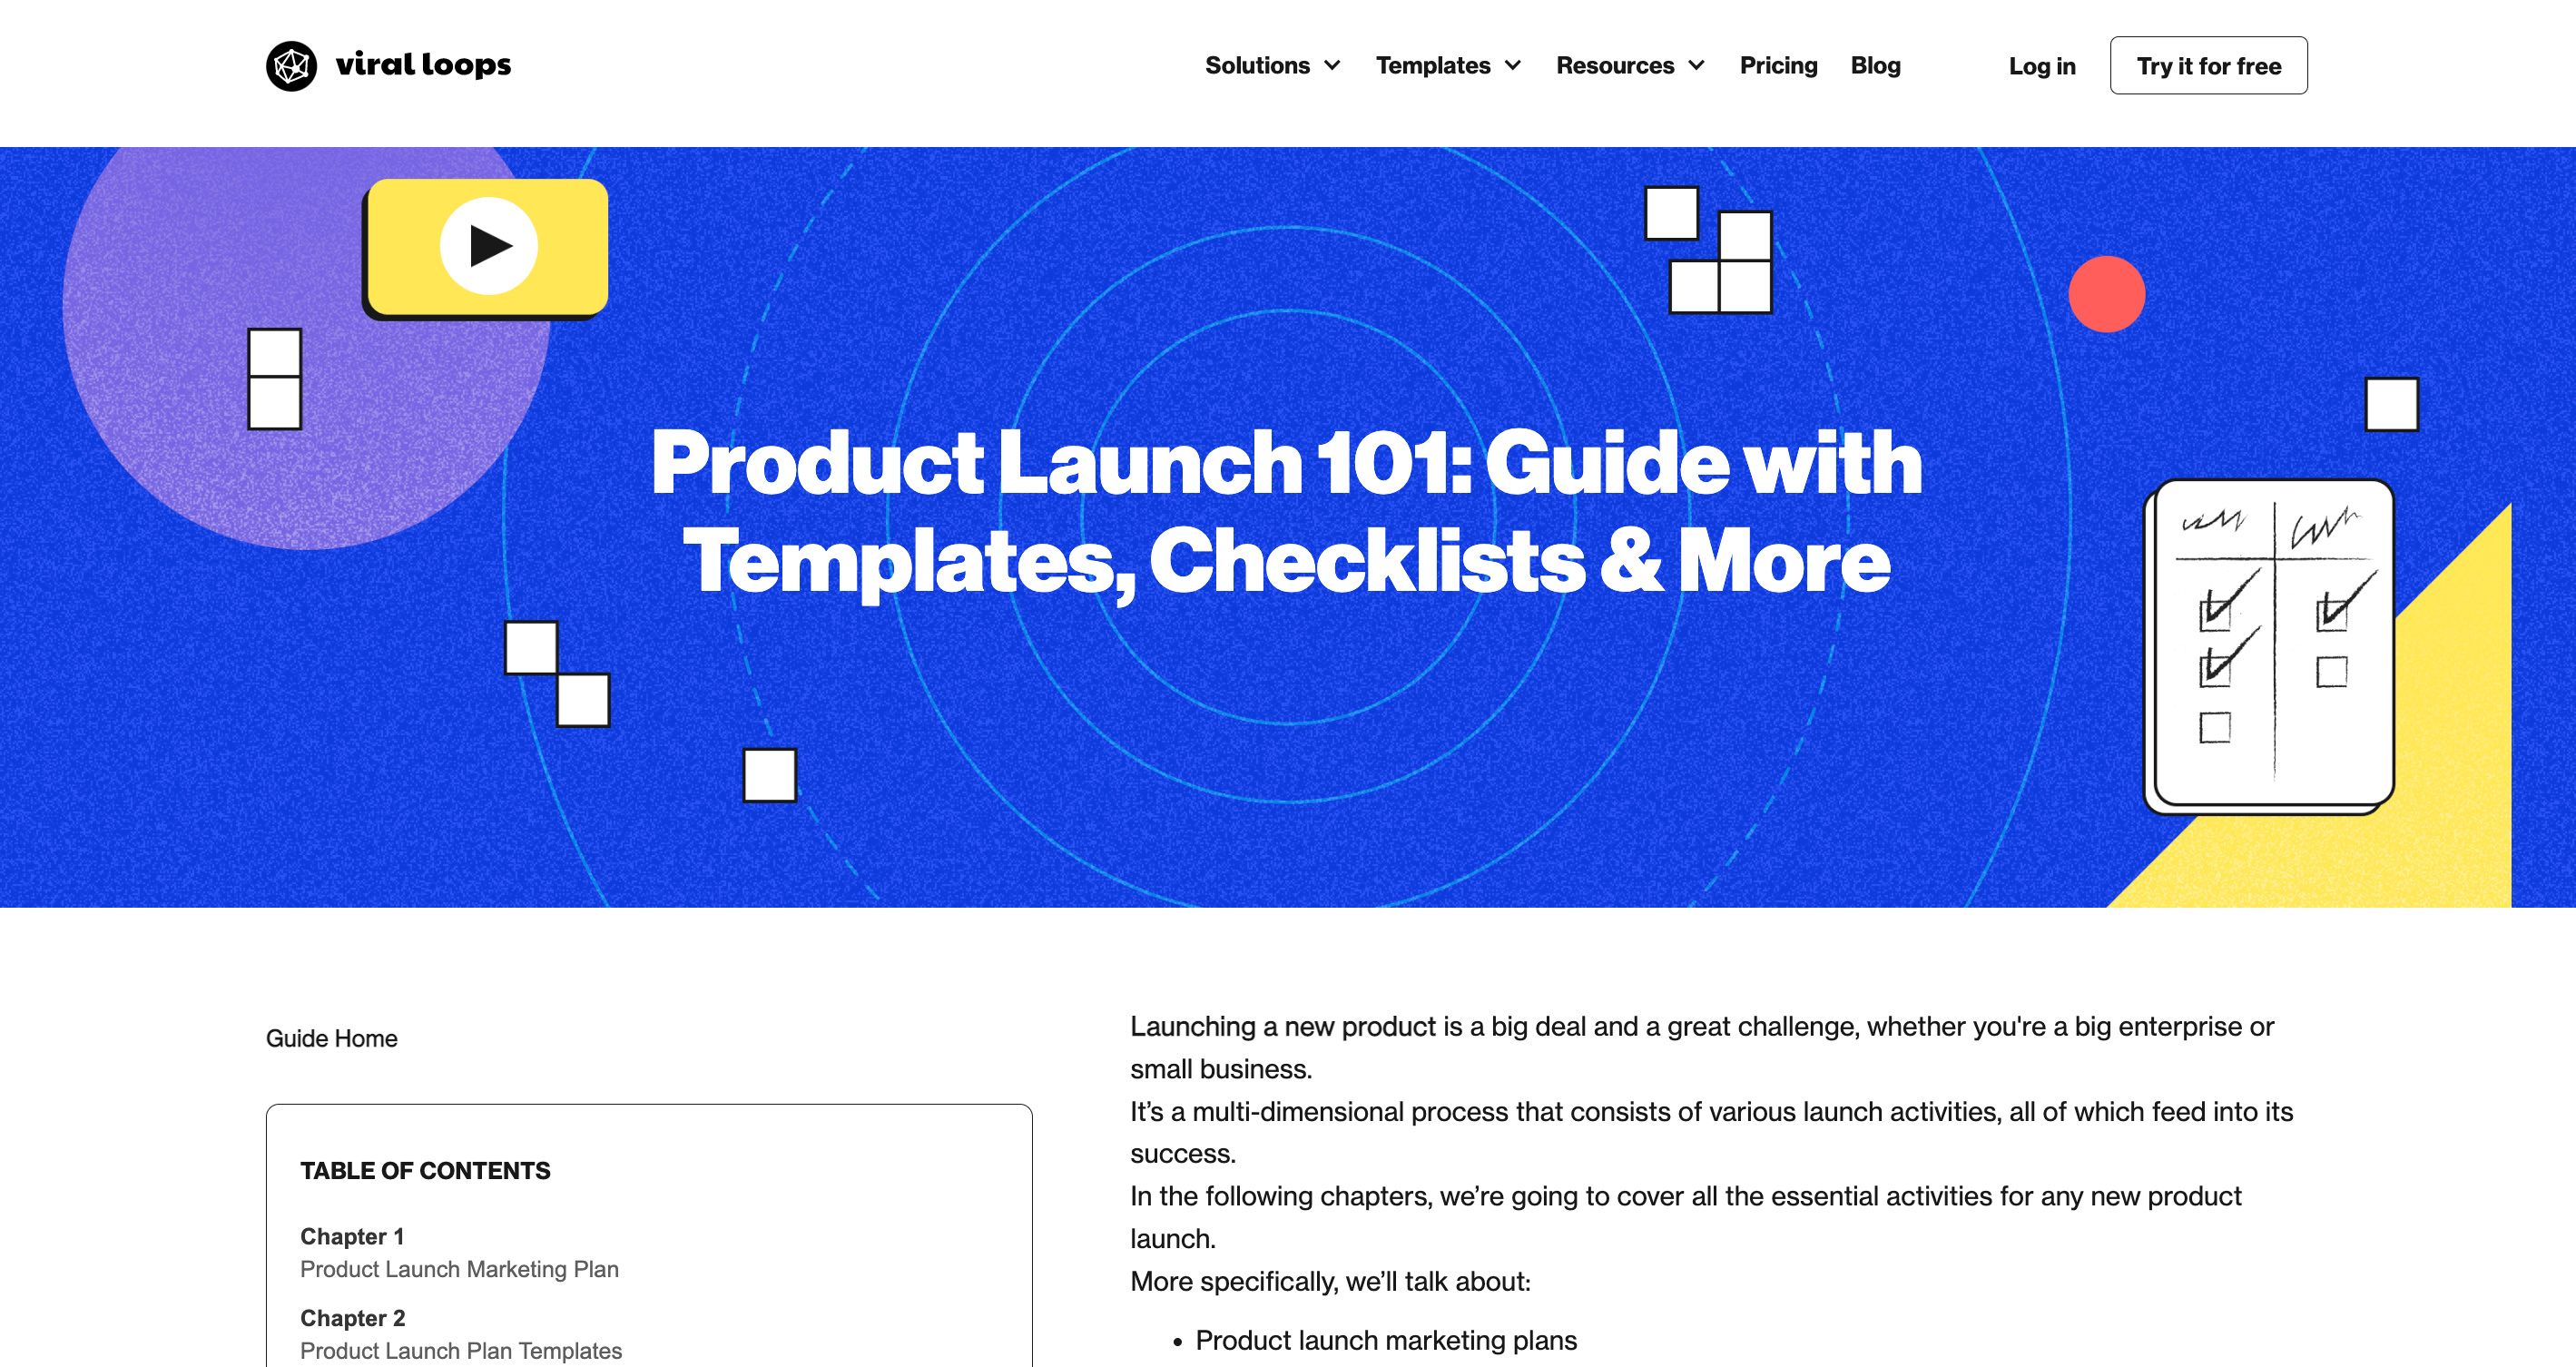 viral loops
Solutions
Templates
Resources
Pricing
Blog
Log in
Try it for free
Product Launch 101: Guide with
Templates, Checklists & More
Guide Home
TABLE OF CONTENTS
Chapter 1
Product Launch Marketing Plan
Chapter 2
Product Launch Plan Templates
Launching a new product is a big deal and a great challenge, whether you're a big enterprise or
small business.
It’s a multi-dimensional process that consists of various launch activities, all of which feed into its
success.
In the following chapters, we’re going to cover all the essential activities for any new product
launch.
More specifically, we’ll talk about:
• Product launch marketing plans